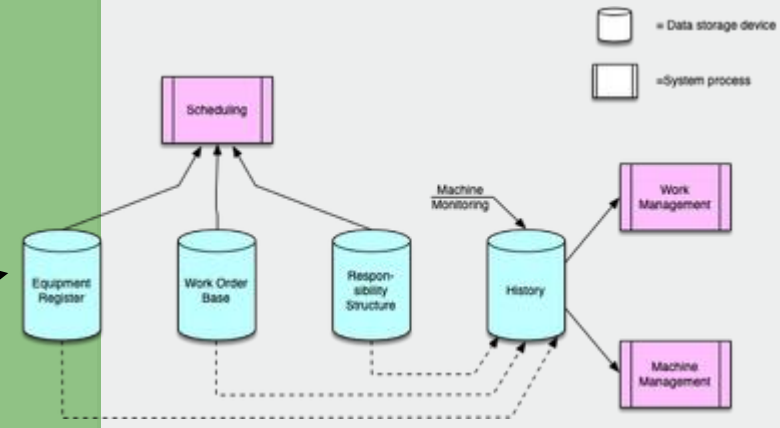 = Data storage device
=System process
Scheduling
Machine
Monitoring
Work
Management
Equipment
Register
Work Order
Base
Respon-
sibility
Structure
History
Machine
Management